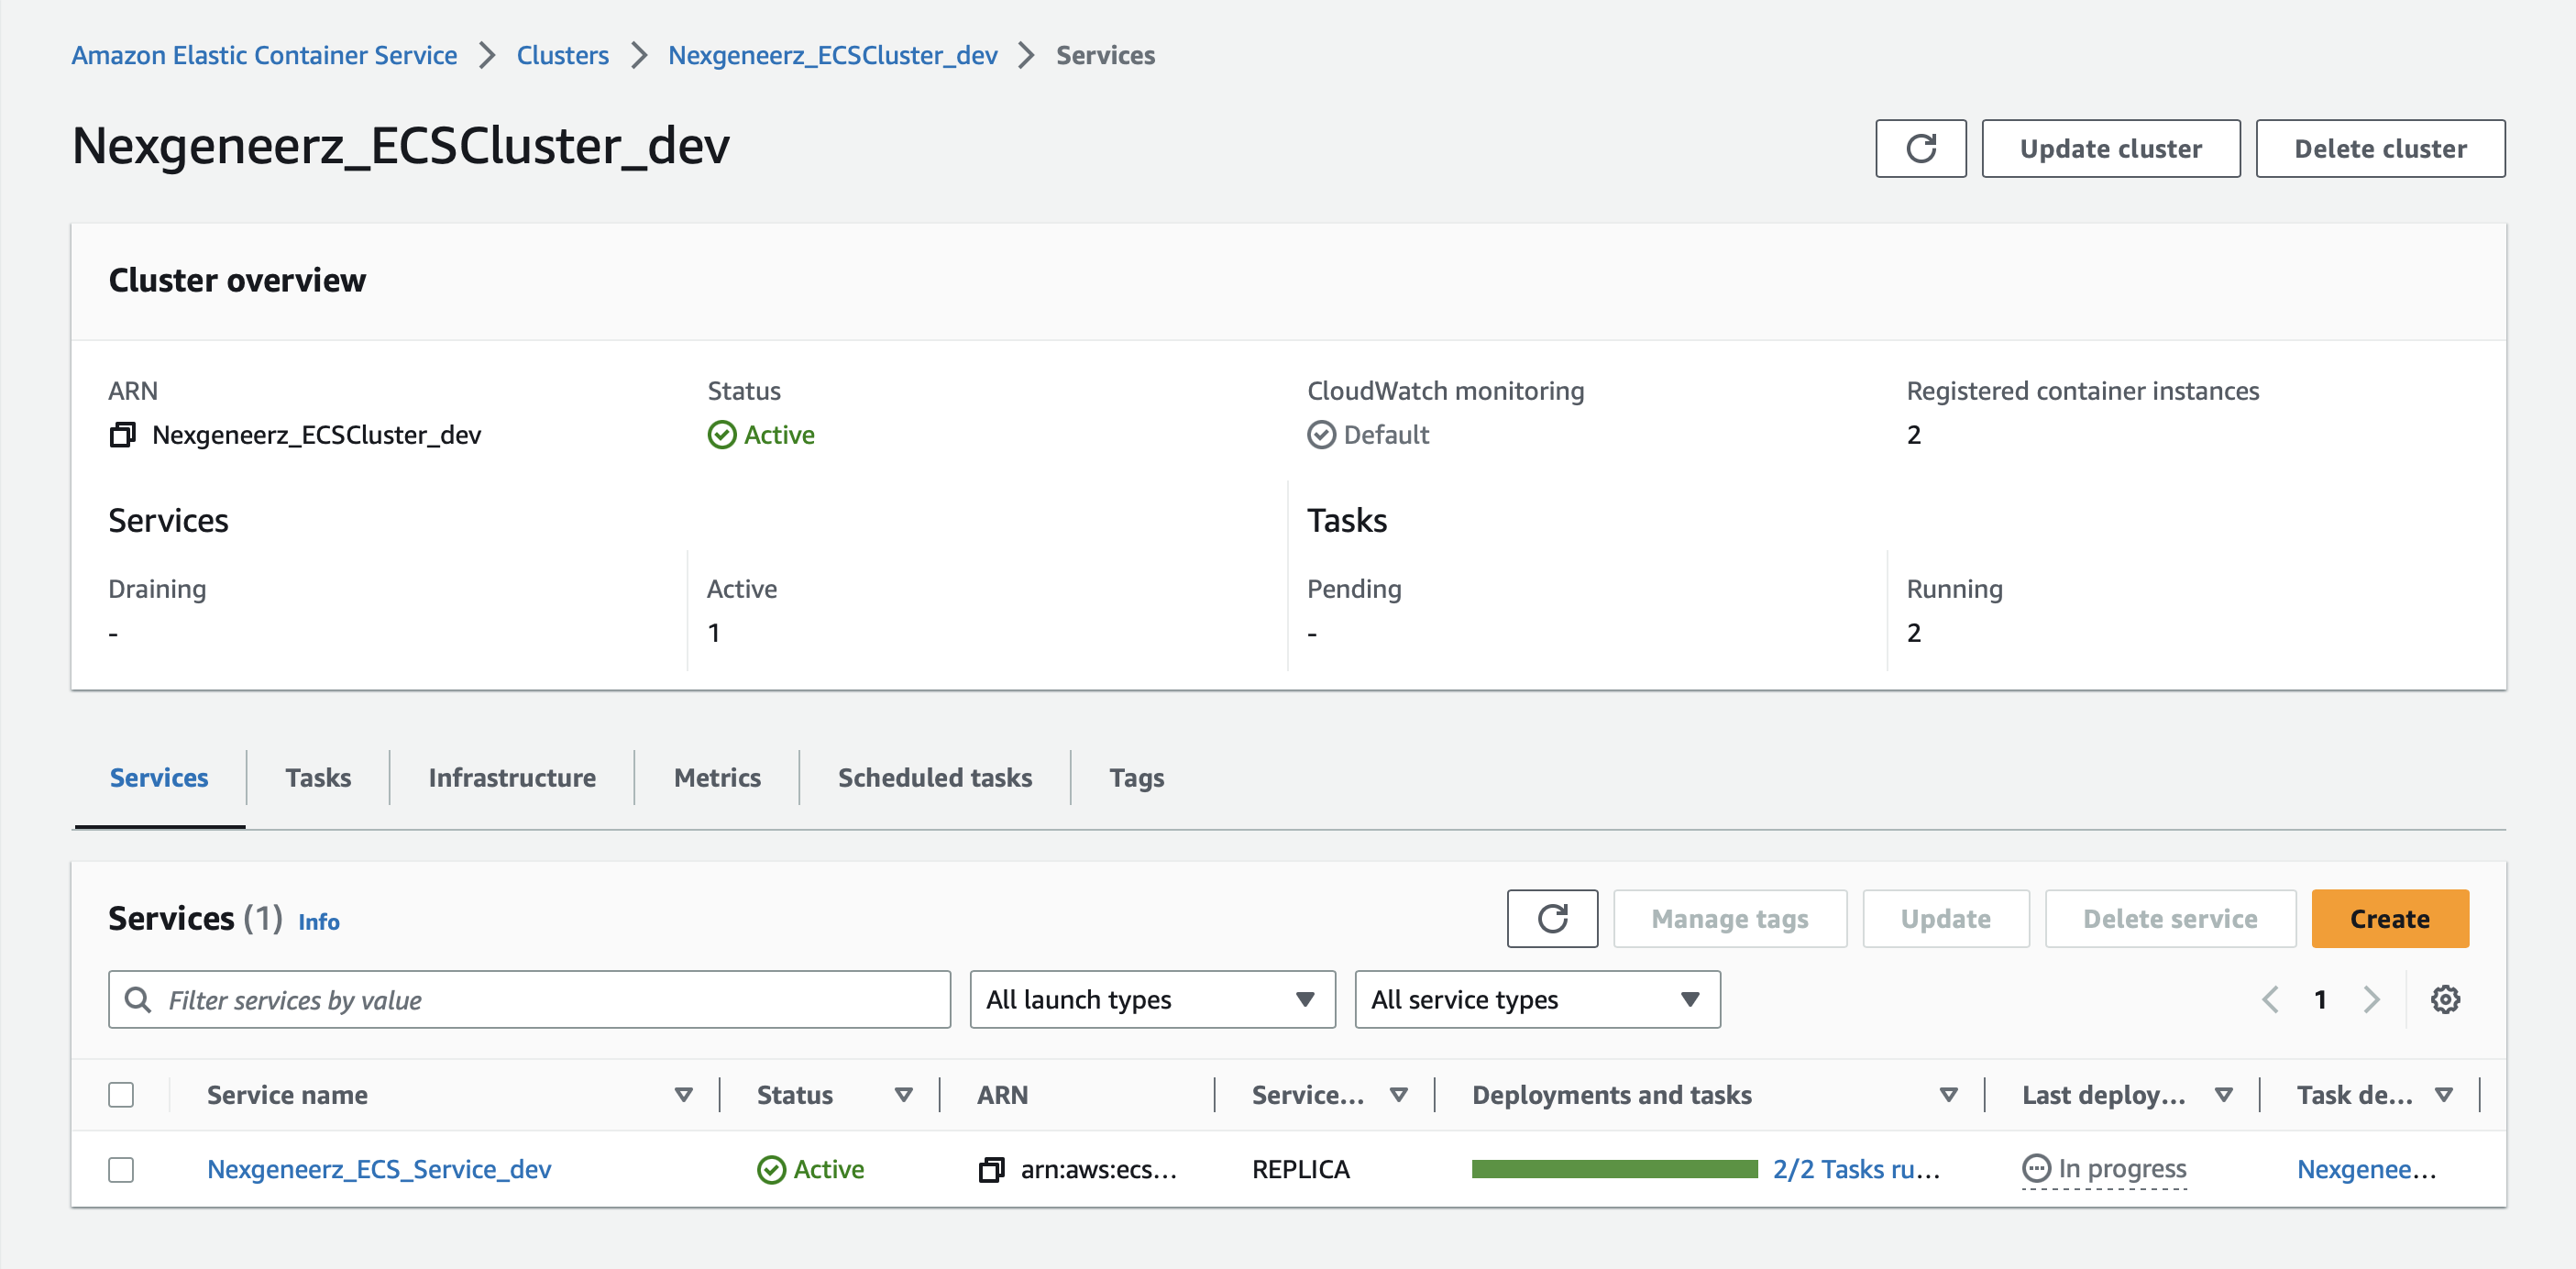 Amazon Elastic Container Service > Clusters > Nexgeneerz_ECSCluster_dev > Services
Nexgeneerz_ECSCluster_dev
Update cluster
Delete cluster
Cluster overview
ARN
Nexgeneerz_ECSCluster_dev
Status
Active
CloudWatch monitoring
Default
Registered container instances
2
Services
Draining
-
Active
1
Tasks
Pending
-
Running
2
Services
Tasks
Infrastructure
Metrics
Scheduled tasks
Tags
Services (1) Info
Manage tags
Update
Delete service
Create
Filter services by value
All launch types
All service types
1
Service name Status ARN Service... Deployments and tasks Last deploy... Task de...
Nexgeneerz_ECS_Service_dev Active arn:aws:ecs... REPLICA 2/2 Tasks ru... In progress Nexgenee...